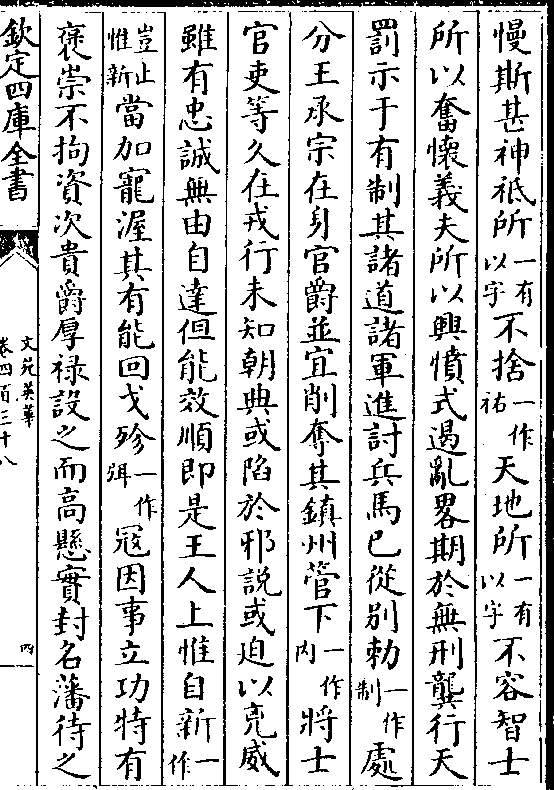 慢斯甚神祇所一有以字不捨一作祐天地所一有以字不容智士
所以奮懷義夫所以興憤式遏亂畧期於無刑龔行天
罰示于有制其諸道諸軍進討兵馬已從別勅一作制處
分王承宗在身官爵並宜削奪其鎮州管下一作内將士
官吏等久在戎行未知朝典或陷於邪説或迫以兇威
雖有忠誠無由自達但能效順即是王人上惟自新一作
豈止惟新當加寵渥其有能回戈殄一作弭冦因事立功特有
褒崇不拘資次貴爵厚禄設之而高懸實封名藩待之
欽定四庫全書
文苑英華
卷四百三十八
四